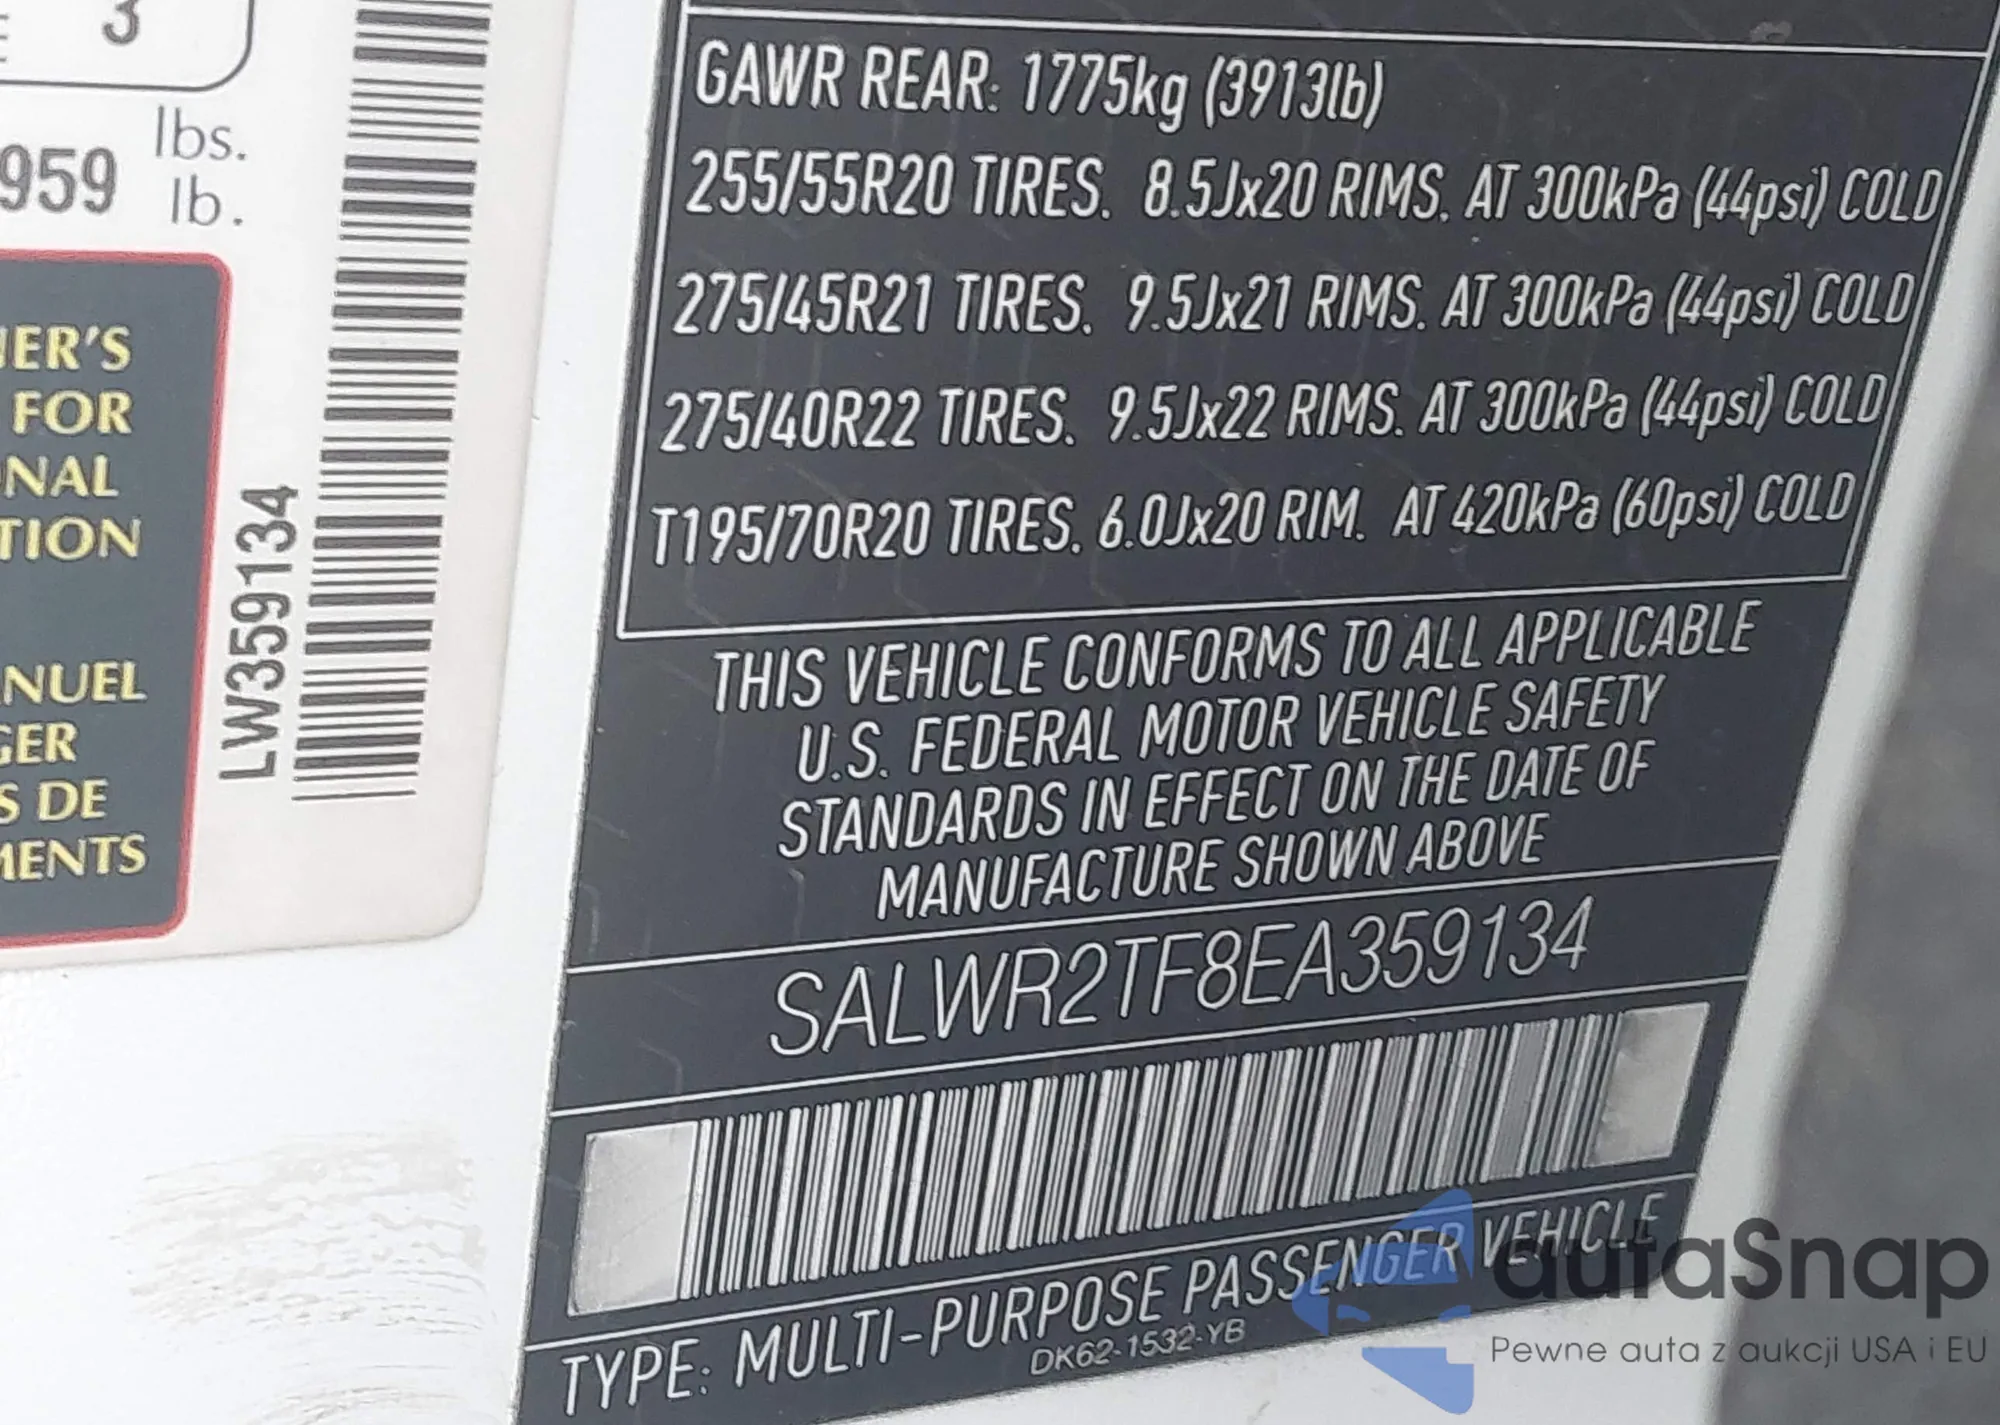 3
lbs.
959 lb.
ER'S
FOR
NAL
TION
NUEL
GER
S DE
MENTS
LW359134
GAWR REAR: 1775kg (3913lb)
255/55R20 TIRES. 8.5Jx20 RIMS. AT 300kPa (44psi) COLD
275/45R21 TIRES. 9.5Jx21 RIMS. AT 300kPa (44psi) COLD
275/40R22 TIRES. 9.5Jx22 RIMS. AT 300kPa (44psi) COLD
T195/70R20 TIRES. 6.0Jx20 RIM. AT 420kPa (60psi) COLD
THIS VEHICLE CONFORMS TO ALL APPLICABLE
U.S. FEDERAL MOTOR VEHICLE SAFETY
STANDARDS IN EFFECT ON THE DATE OF
MANUFACTURE SHOWN ABOVE
SALWR2TF8EA359134
TYPE: MULTI-PURPOSE PASSENGER VEHICLE
DK62-1532-YB
autaSnap
Pewne auta z aukcji USA i EU